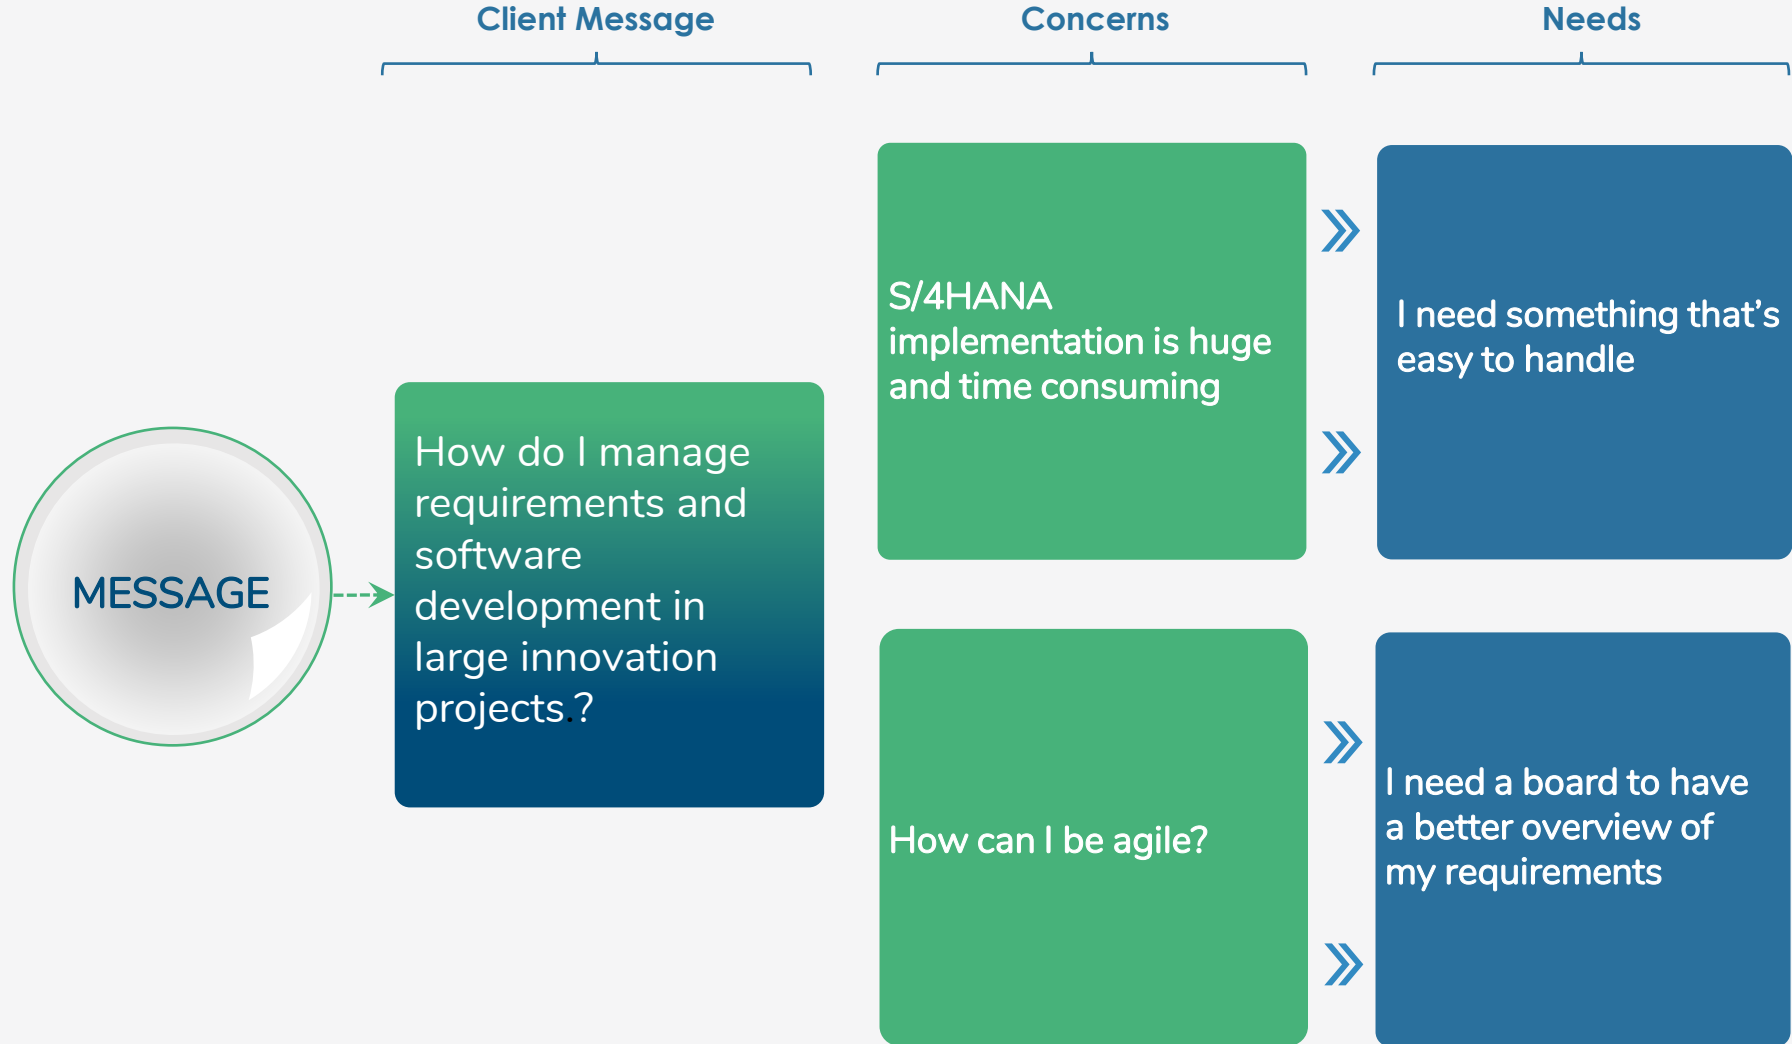 Client Message
Concerns
Needs
MESSAGE
How do I manage
requirements and
software
development in
large innovation
projects.?
S/4HANA
implementation is huge
and time consuming
I need something that’s
easy to handle
How can I be agile?
I need a board to have
a better overview of
my requirements